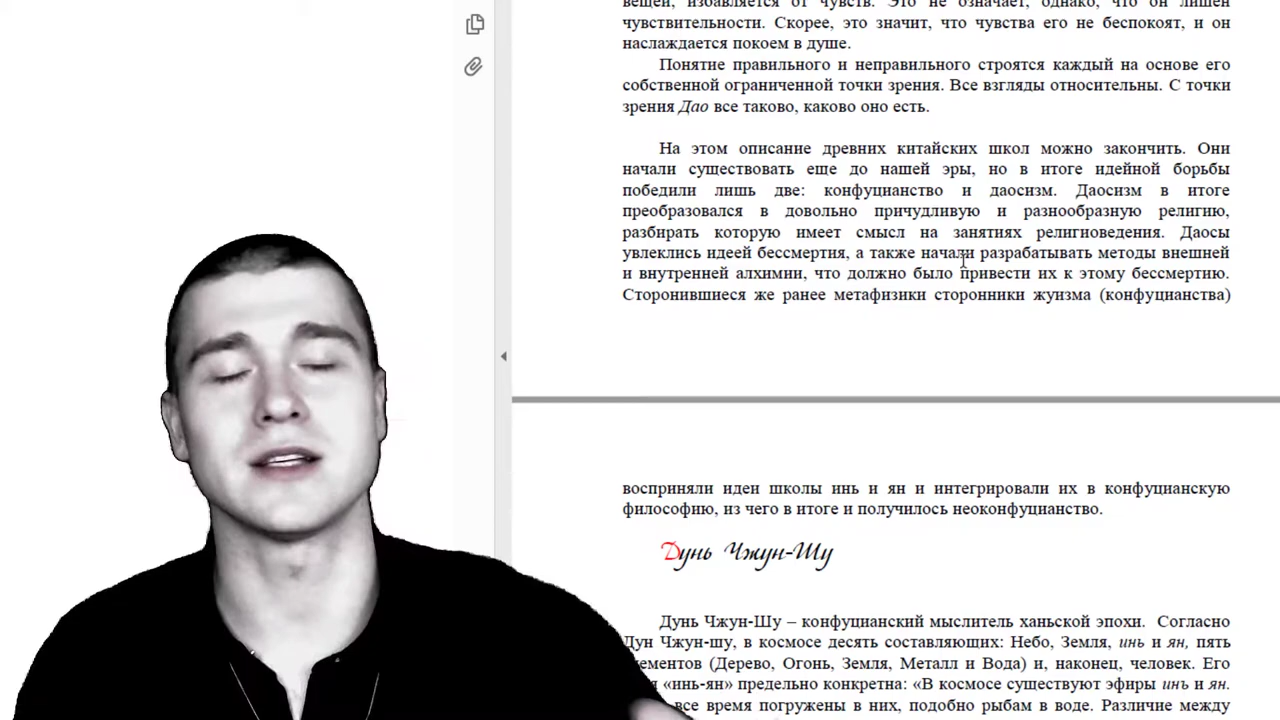 вещей, избавляется от чувств. Это не означает, однако, что он лишен
чувствительности. Скорее, это значит, что чувства его не беспокоят, и он
наслаждается покоем в душе.
Понятие правильного и неправильного строятся каждый на основе его
собственной ограниченной точки зрения. Все взгляды относительны. С точки
зрения Дао все таково, каково оно есть.
На этом описание древних китайских школ можно закончить. Они
начали существовать еще до нашей эры, но в итоге идейной борьбы
победили лишь две: конфуцианство и даосизм. Даосизм в итоге
преобразовался в довольно причудливую и разнообразную религию,
разбирать которую имеет смысл на занятиях религиоведения. Даосы
увлеклись идеей бессмертия, а также начали разрабатывать методы внешней
и внутренней алхимии, что должно было привести их к этому бессмертию.
Сторонившиеся же ранее метафизики сторонники жуизма (конфуцианства)
восприняли идеи школы инь и ян и интегрировали их в конфуцианскую
философию, из чего в итоге и получилось неоконфуцианство.
Дунь Чжун-Шу
Дунь Чжун-Шу – конфуцианский мыслитель ханьской эпохи. Согласно
Дун Чжун-шу, в космосе десять составляющих: Небо, Земля, инь и ян, пять
(Дерево, Огонь, Земля, Металл и Вода) и, наконец, человек. Его
«инь-ян» предельно конкретна: «В космосе существуют эфиры инь и ян.
все время погружены в них, подобно рыбам в воде. Различие между